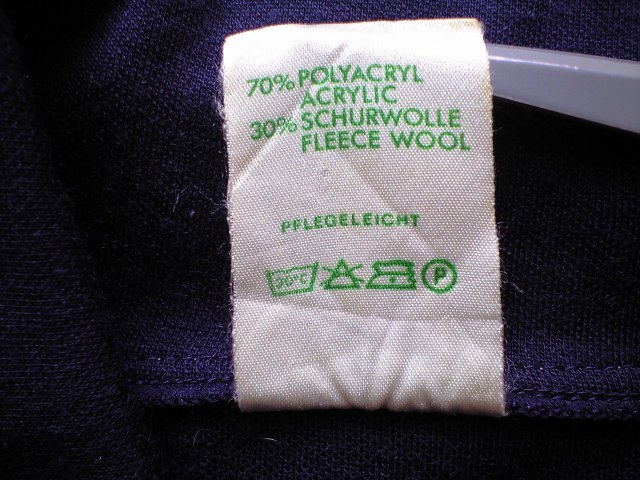 70% POLYACRYL
ACRYLIC
30% SCHURWOLLE
FLEECE WOOL
PFLEGELEICHT
30°C P